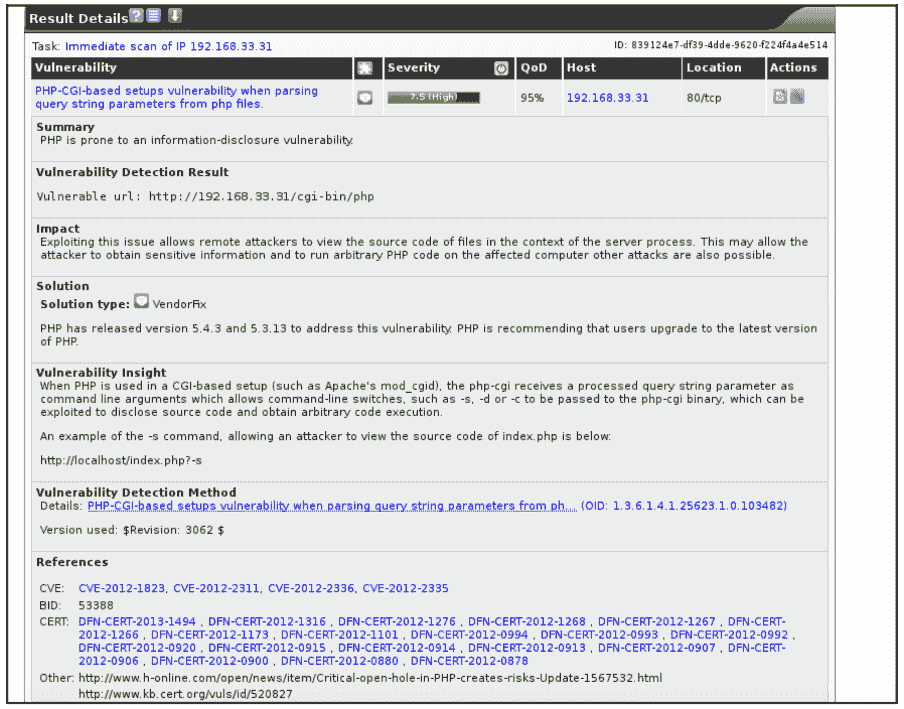 Result Details
Task: Immediate scan of IP 192.168.33.31 ID: 839124e7-df39-4dde-9620-f224f4a4e514
Vulnerability Severity QoD Host Location Actions
PHP-CGI-based setups vulnerability when parsing
query string parameters from php files. 7.5 (High) 95% 192.168.33.31 80/tcp
Summary
PHP is prone to an information-disclosure vulnerability.
Vulnerability Detection Result
Vulnerable url: http://192.168.33.31/cgi-bin/php
Impact
Exploiting this issue allows remote attackers to view the source code of files in the context of the server process. This may allow the
attacker to obtain sensitive information and to run arbitrary PHP code on the affected computer other attacks are also possible.
Solution
Solution type: VendorFix
PHP has released version 5.4.3 and 5.3.13 to address this vulnerability. PHP is recommending that users upgrade to the latest version
of PHP.
Vulnerability Insight
When PHP is used in a CGI-based setup (such as Apache's mod_cgid), the php-cgi receives a processed query string parameter as
command line arguments which allows command-line switches, such as -s, -d or -c to be passed to the php-cgi binary, which can be
exploited to disclose source code and obtain arbitrary code execution.
An example of the -s command, allowing an attacker to view the source code of index.php is below:
http://localhost/index.php?-s
Vulnerability Detection Method
Details: PHP-CGI-based setups vulnerability when parsing query string parameters from ph... (OID: 1.3.6.1.4.1.25623.1.0.103482)
Version used: $Revision: 3062 $
References
CVE: CVE-2012-1823, CVE-2012-2311, CVE-2012-2336, CVE-2012-2335
BID: 53388
CERT: DFN-CERT-2013-1494 , DFN-CERT-2012-1316 , DFN-CERT-2012-1276 , DFN-CERT-2012-1268 , DFN-CERT-2012-1267 , DFN-CERT-
2012-1266 , DFN-CERT-2012-1173 , DFN-CERT-2012-1101 , DFN-CERT-2012-0994 , DFN-CERT-2012-0993 , DFN-CERT-2012-0992 ,
DFN-CERT-2012-0920 , DFN-CERT-2012-0915 , DFN-CERT-2012-0914 , DFN-CERT-2012-0913 , DFN-CERT-2012-0907 , DFN-CERT-
2012-0906 , DFN-CERT-2012-0900 , DFN-CERT-2012-0880 , DFN-CERT-2012-0878
Other: http://www.h-online.com/open/news/item/Critical-open-hole-in-PHP-creates-risks-Update-1567532.html
http://www.kb.cert.org/vuls/id/520827